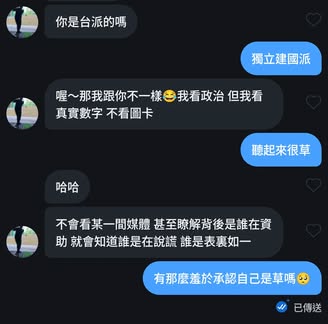 你是台派的嗎
獨立建國派
喔～那我跟你不一樣😂我看政治 但我看
真實數字 不看圖卡
聽起來很草
哈哈
不會看某一間媒體 甚至瞭解背後是誰在資
助 就會知道誰是在說謊 誰是表裏如一
有那麼羞於承認自己是草嗎🥺
已傳送